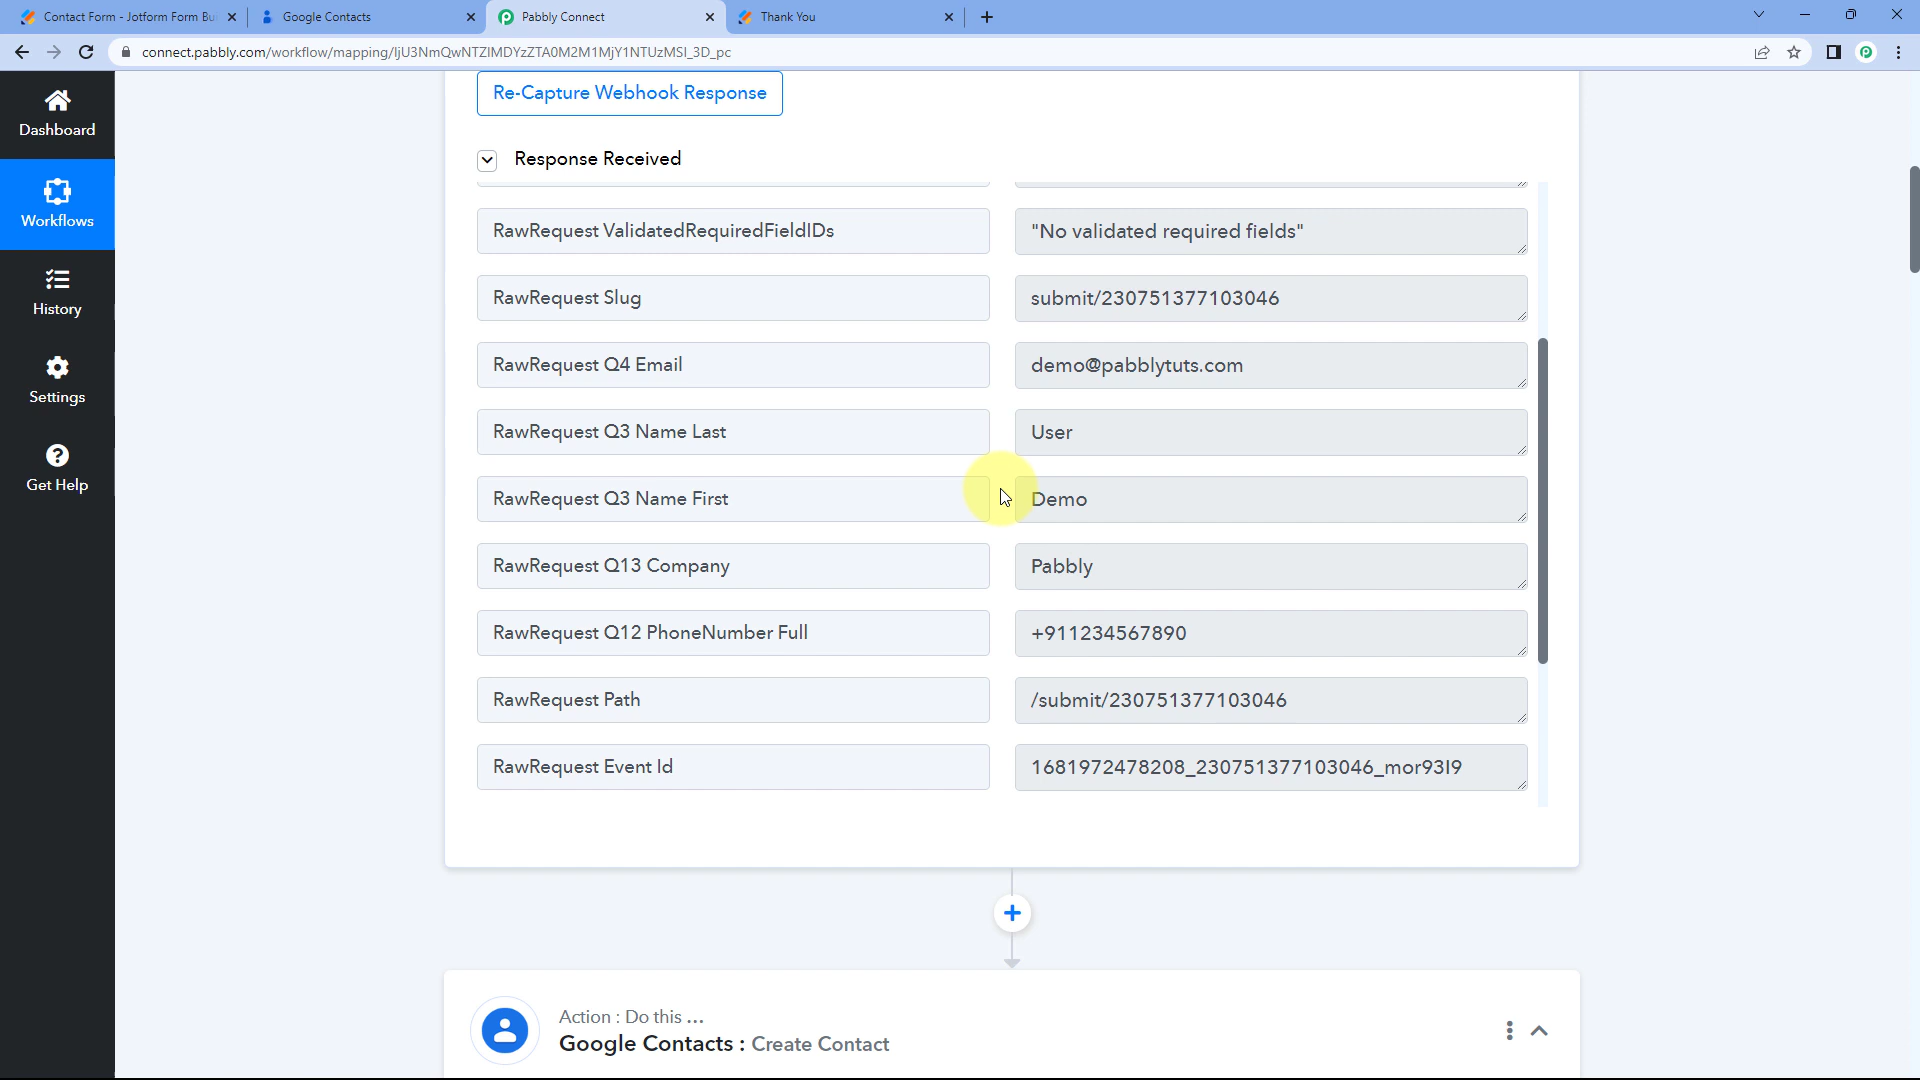 Contact Form - Jotform Form Bu
Google Contacts
Pabbly Connect
Thank You
connect.pabbly.com/workflow/mapping/IjU3NmQwNTZlMDYzZTA0M2M1MjY1NTUzMSI_3D_pc
Dashboard
Workflows
History
Settings
Get Help
Re-Capture Webhook Response
Response Received
RawRequest ValidatedRequiredFieldIDs
"No validated required fields"
RawRequest Slug
submit/230751377103046
RawRequest Q4 Email
demo@pabblytuts.com
RawRequest Q3 Name Last
User
RawRequest Q3 Name First
Demo
RawRequest Q13 Company
Pabbly
RawRequest Q12 PhoneNumber Full
+911234567890
RawRequest Path
/submit/230751377103046
RawRequest Event Id
1681972478208_230751377103046_mor93I9
Action : Do this ...
Google Contacts : Create Contact